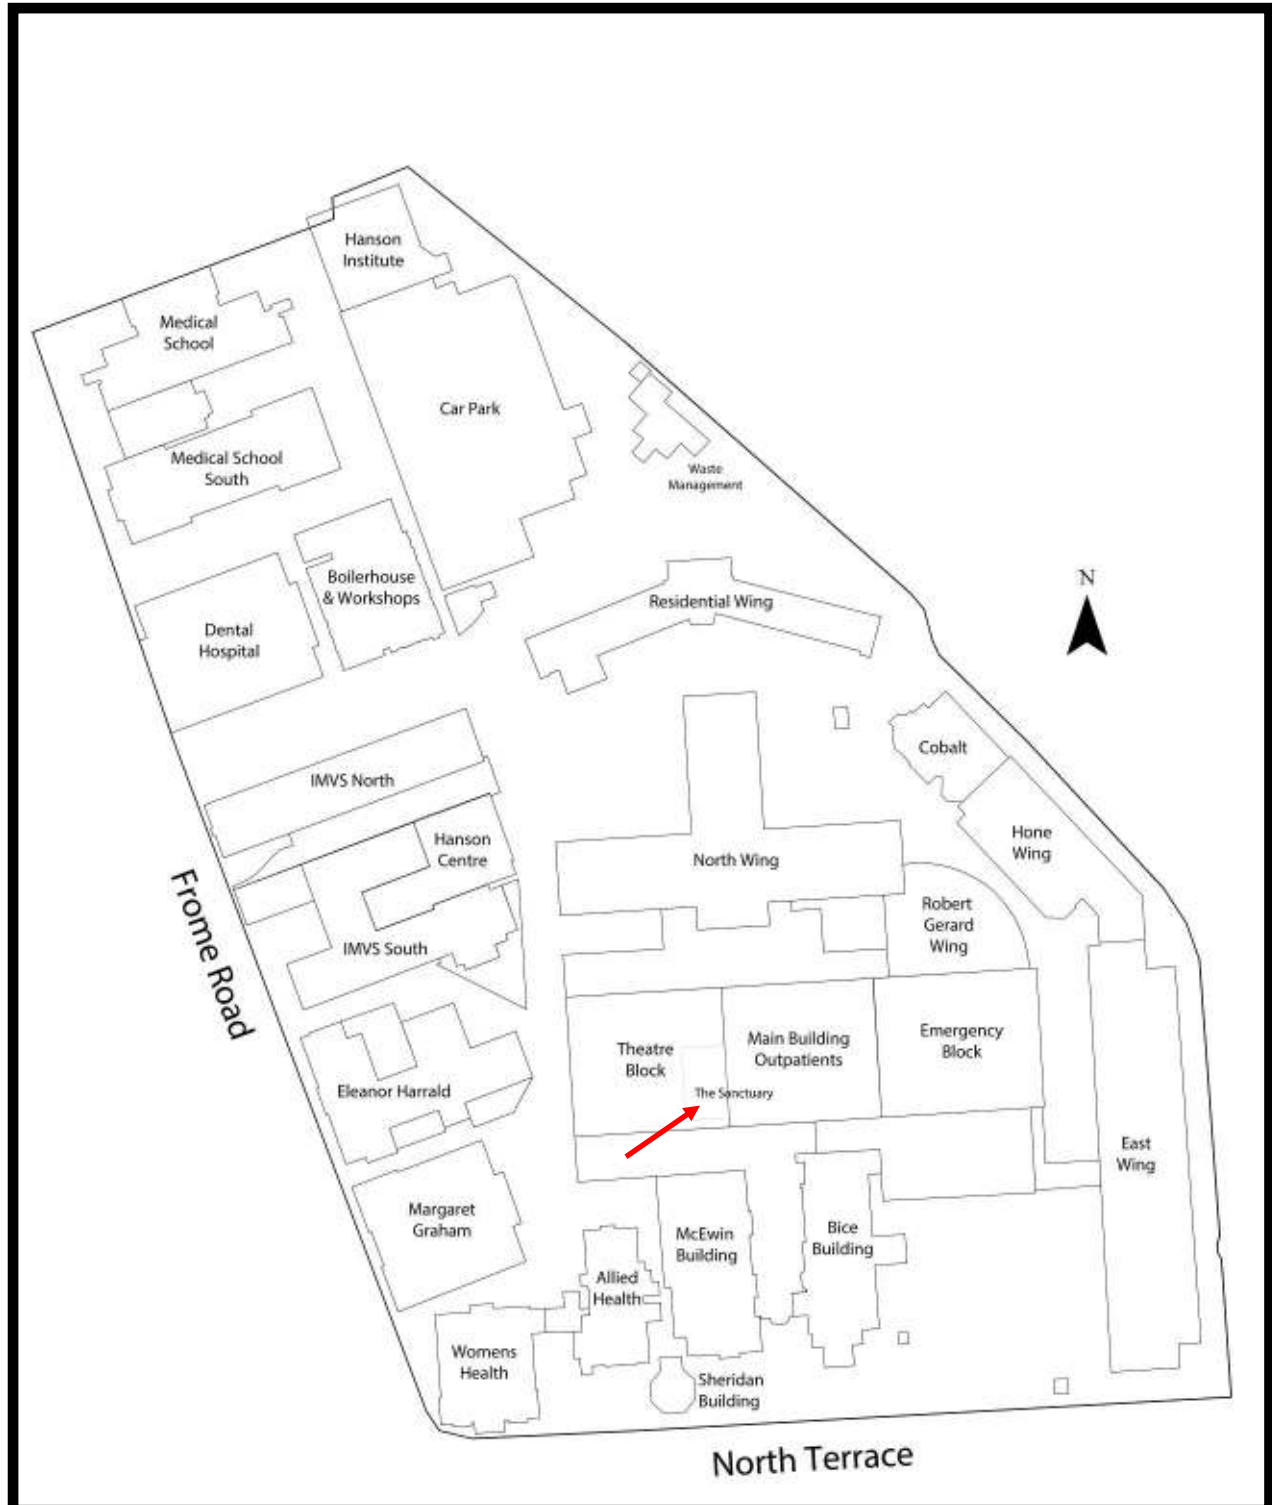 Hanson
Institute
Medical
School
Car Park
Medical School
South
Waste
Management
Boilerhouse
& Workshops
N
Residential Wing
Dental
Hospital
Cobalt
IMVS North
Hanson
Centre
Hone
Wing
North Wing
Robert
Gerard
Wing
IMVS South
Frome Road
Theatre
Block
Main Building
Outpatients
Emergency
Block
The Sanctuary
Eleanor Harrald
East
Wing
Margaret
Graham
McEwin
Building
Bice
Building
Allied
Health
Womens
Health
Sheridan
Building
North Terrace